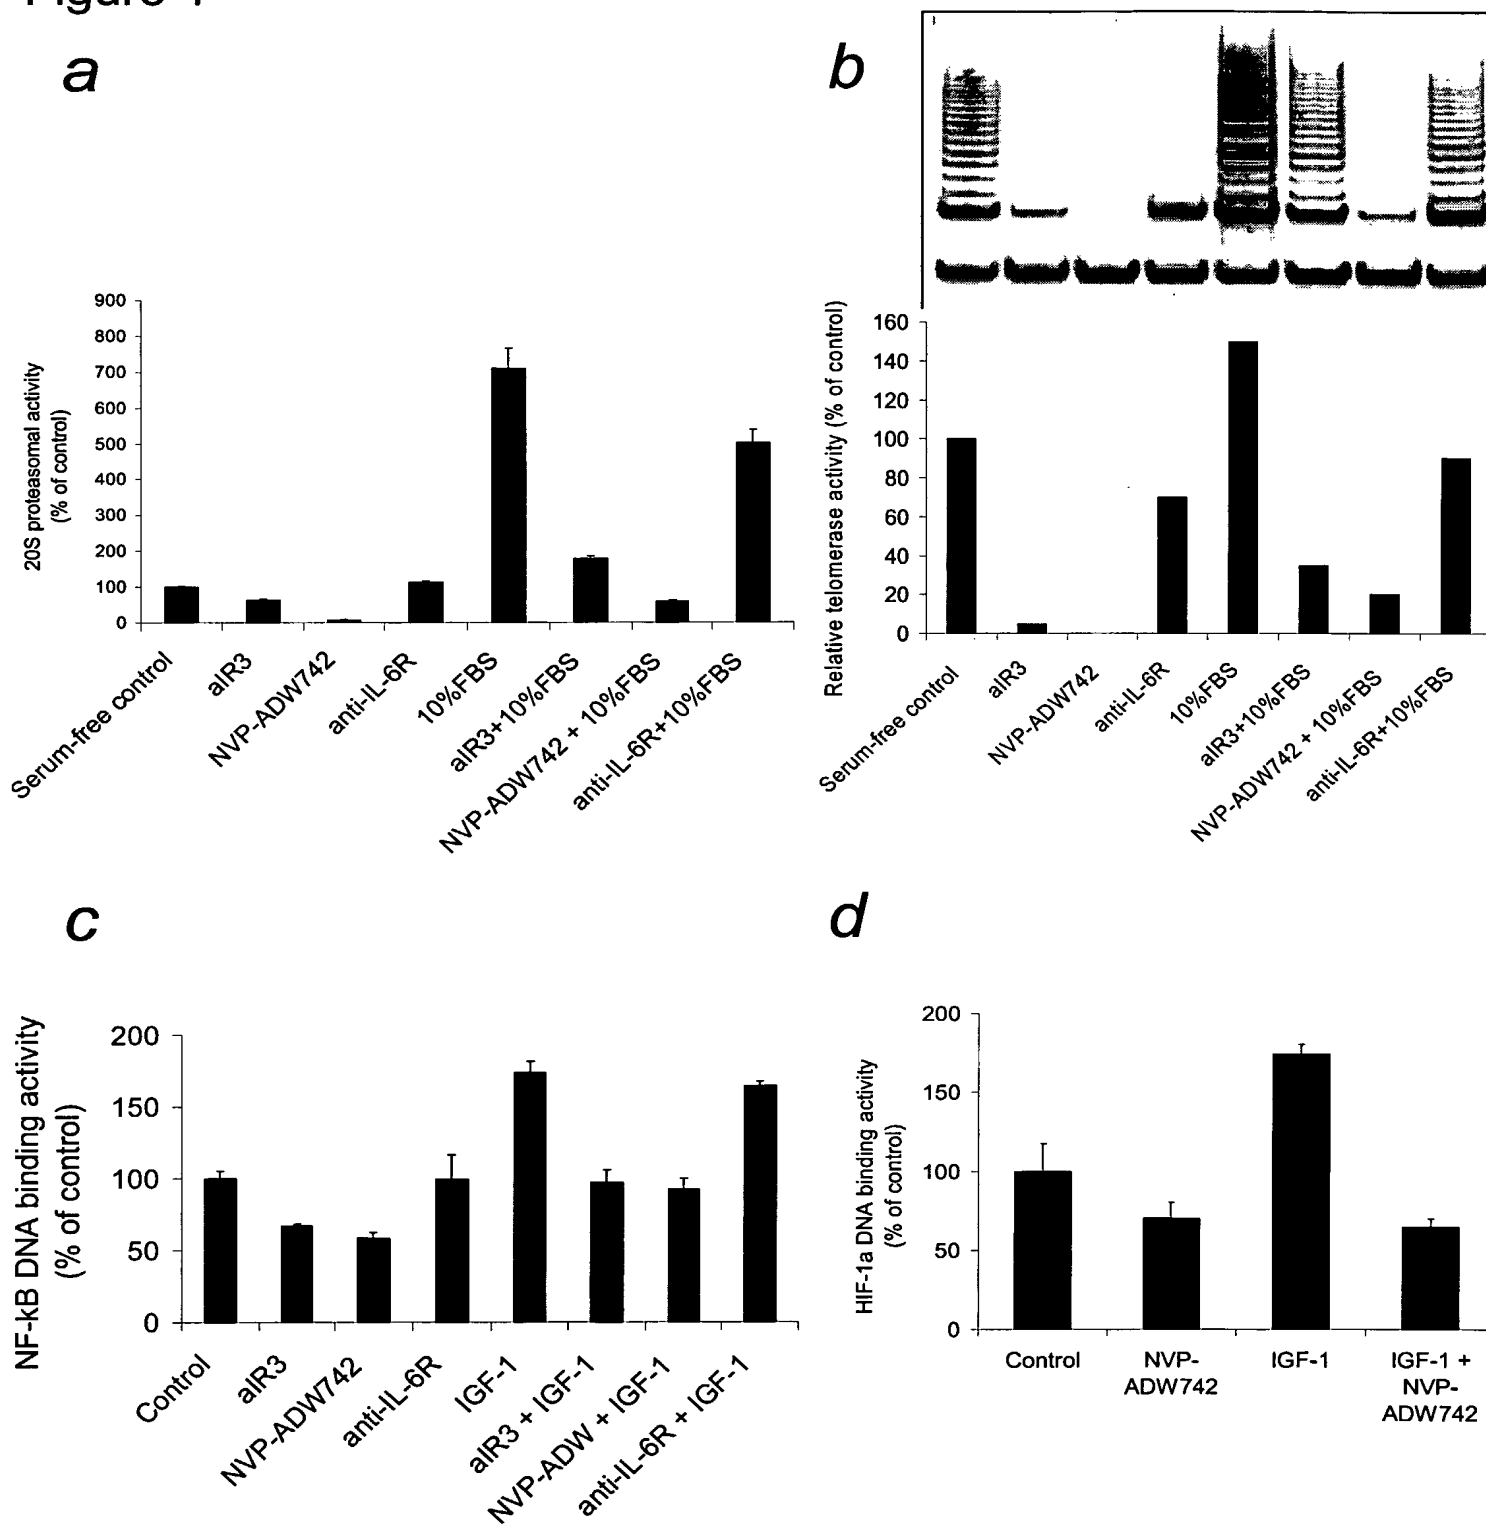 a
b
900
800
700
600
500
400
300
200
100
0
20S proteasomal activity
(% of control)
Serum-free control
aIR3
NVP-ADW742
anti-IL-6R
10%FBS
aIR3+10%FBS
NVP-ADW742 + 10%FBS
anti-IL-6R+10%FBS
160
140
120
100
80
60
40
20
0
Relative telomerase activity (% of control)
Serum-free control
aIR3
NVP-ADW742
anti-IL-6R
10%FBS
aIR3+10%FBS
NVP-ADW742 + 10%FBS
anti-IL-6R+10%FBS
c
d
200
150
100
50
0
NF-kB DNA binding activity
(% of control)
Control
aIR3
NVP-ADW742
anti-IL-6R
IGF-1
aIR3 + IGF-1
NVP-ADW + IGF-1
anti-IL-6R + IGF-1
200
150
100
50
0
HIF-1a DNA binding activity
(% of control)
Control
NVP-
ADW742
IGF-1
IGF-1 +
NVP-
ADW742